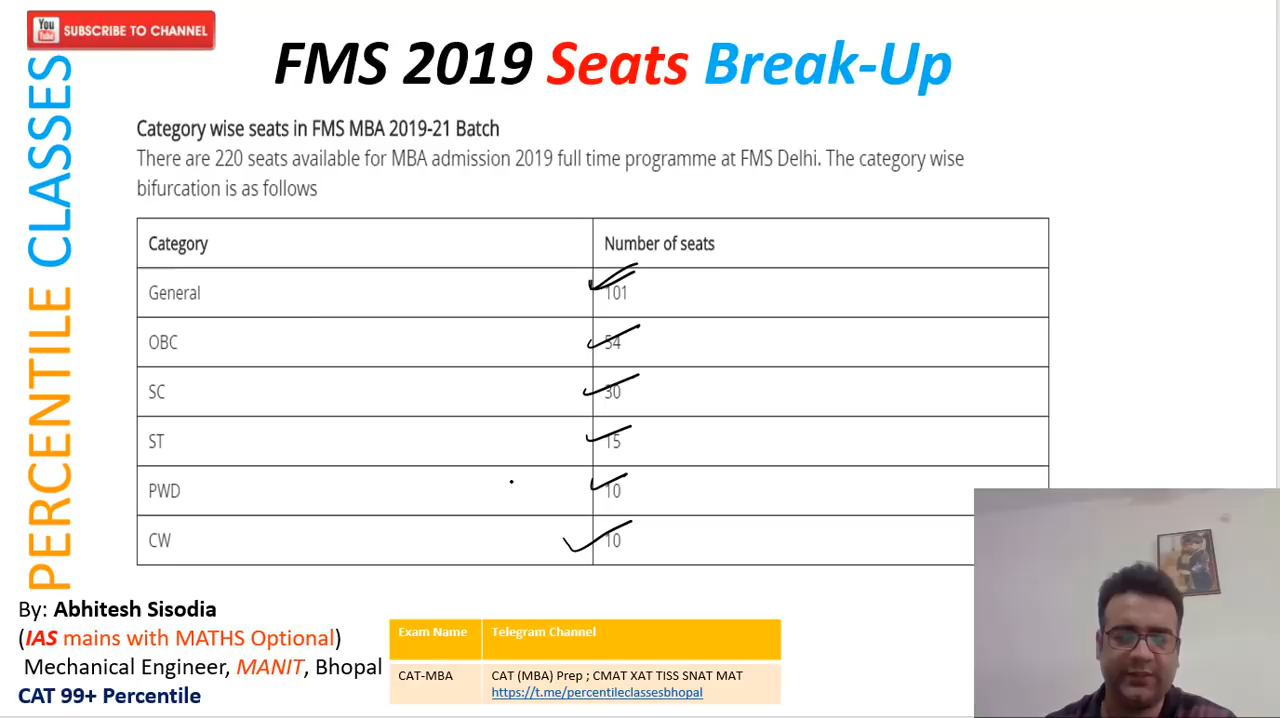 You
Tube
SUBSCRIBE TO CHANNEL
PERCENTILE CLASSES
FMS 2019 Seats Break-Up
Category wise seats in FMS MBA 2019-21 Batch
There are 220 seats available for MBA admission 2019 full time programme at FMS Delhi. The category wise
bifurcation is as follows
Category Number of seats
General 101
OBC 54
SC 30
ST 15
PWD 10
CW 10
By: Abhitesh Sisodia
(IAS mains with MATHS Optional)
Mechanical Engineer, MANIT, Bhopal
CAT 99+ Percentile
Exam Name Telegram Channel
CAT-MBA CAT (MBA) Prep ; CMAT XAT TISS SNAT MAT
https://t.me/percentileclassesbhopal